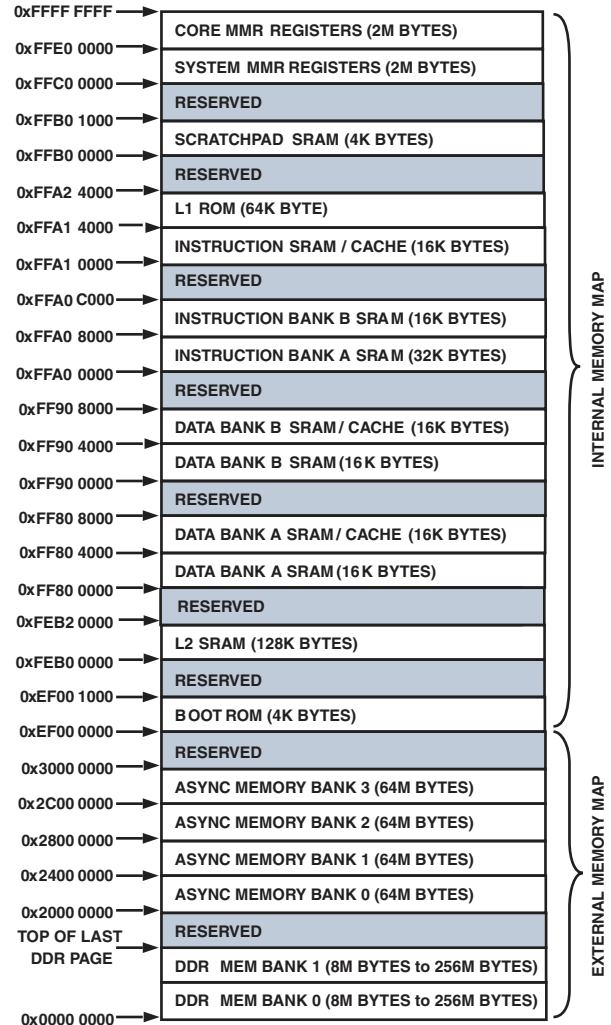 0xFFFF FFFF
CORE MMR REGISTERS (2M BYTES)
0xFFE0 0000
SYSTEM MMR REGISTERS (2M BYTES)
0xFFC0 0000
RESERVED
0xFFB0 1000
SCRATCHPAD SRAM (4K BYTES)
0xFFB0 0000
RESERVED
0xFFA2 4000
L1 ROM (64K BYTE)
0xFFA1 4000
INSTRUCTION SRAM / CACHE (16K BYTES)
0xFFA1 0000
RESERVED
0xFFA0 C000
INSTRUCTION BANK B SRAM (16K BYTES)
0xFFA0 8000
INSTRUCTION BANK A SRAM (32K BYTES)
0xFFA0 0000
RESERVED
0xFF90 8000
DATA BANK B SRAM / CACHE (16K BYTES)
0xFF90 4000
DATA BANK B SRAM (16K BYTES)
0xFF90 0000
RESERVED
0xFF80 8000
DATA BANK A SRAM / CACHE (16K BYTES)
0xFF80 4000
DATA BANK A SRAM (16K BYTES)
0xFF80 0000
RESERVED
0xFEB2 0000
L2 SRAM (128K BYTES)
0xFEB0 0000
RESERVED
0xEF00 1000
BOOT ROM (4K BYTES)
0xEF00 0000
RESERVED
0x3000 0000
ASYNC MEMORY BANK 3 (64M BYTES)
0x2C00 0000
ASYNC MEMORY BANK 2 (64M BYTES)
0x2800 0000
ASYNC MEMORY BANK 1 (64M BYTES)
0x2400 0000
ASYNC MEMORY BANK 0 (64M BYTES)
0x2000 0000
RESERVED
TOP OF LAST
DDR PAGE
DDR MEM BANK 1 (8M BYTES to 256M BYTES)
DDR MEM BANK 0 (8M BYTES to 256M BYTES)
0x0000 0000
INTERNAL MEMORY MAP
EXTERNAL MEMORY MAP